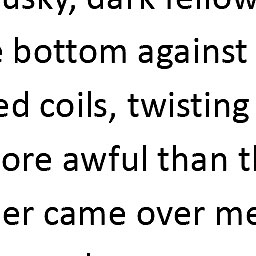 usky, dark fellow
bottom against
ed coils, twisting
ore awful than th
er came over me